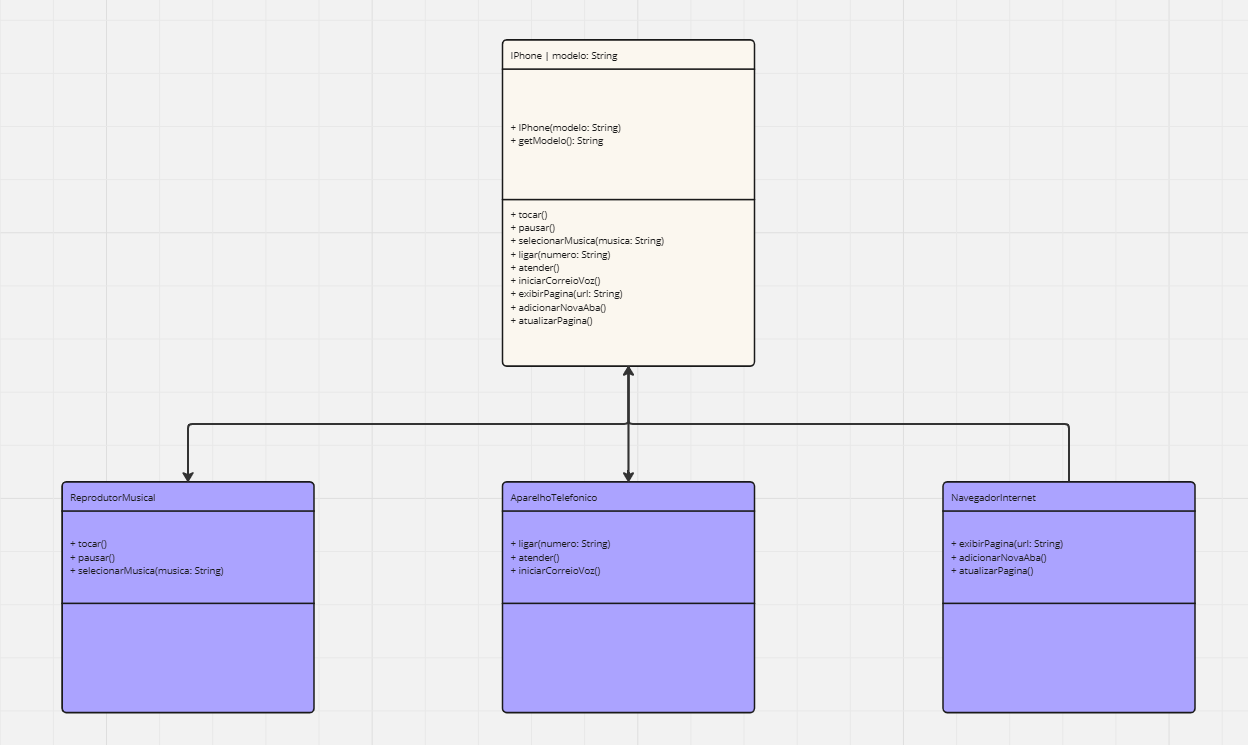 IPhone | modelo: String
+ IPhone(modelo: String)
+ getModelo(): String
+ tocar()
+ pausar()
+ selecionarMusica(musica: String)
+ ligar(numero: String)
+ atender()
+ iniciarCorreioVoz()
+ exibirPagina(url: String)
+ adicionarNovaAba()
+ atualizarPagina()
ReprodutorMusical
+ tocar()
+ pausar()
+ selecionarMusica(musica: String)
AparelhoTelefonico
+ ligar(numero: String)
+ atender()
+ iniciarCorreioVoz()
NavegadorInternet
+ exibirPagina(url: String)
+ adicionarNovaAba()
+ atualizarPagina()